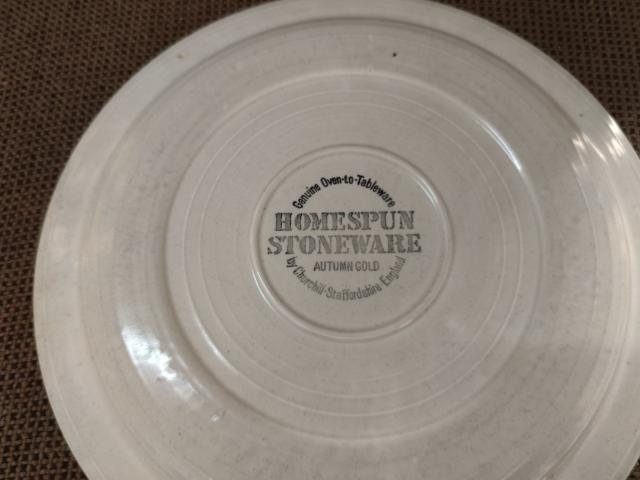 Genuine Oven-to-Tableware
HOMESPUN
STONEWARE
AUTUMN GOLD
by Churchill-Staffordshire England